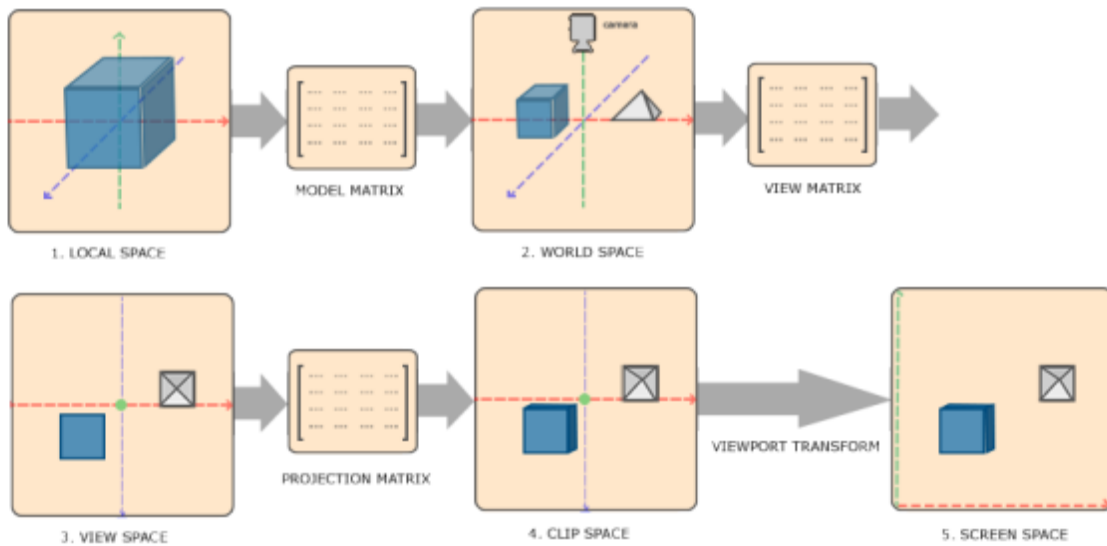 camera
MODEL MATRIX
VIEW MATRIX
1. LOCAL SPACE
2. WORLD SPACE
VIEWPORT TRANSFORM
PROJECTION MATRIX
3. VIEW SPACE
4. CLIP SPACE
5. SCREEN SPACE